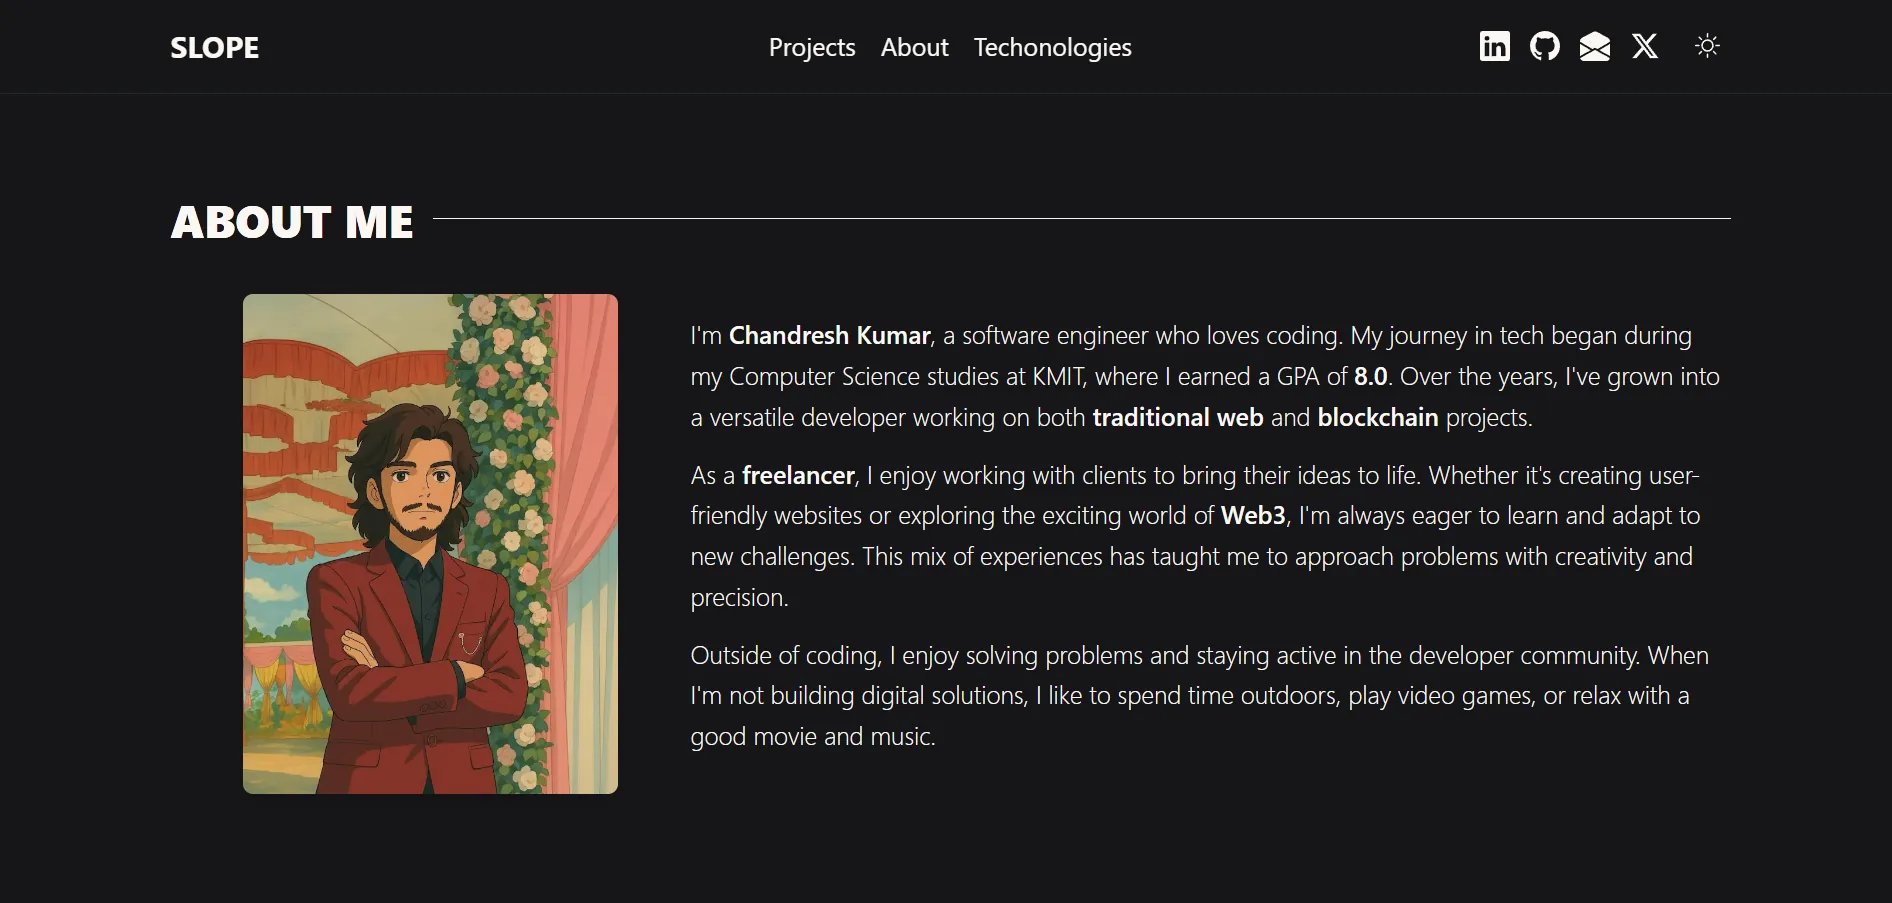 SLOPE
Projects About Techonologies
ABOUT ME
I'm Chandresh Kumar, a software engineer who loves coding. My journey in tech began during
my Computer Science studies at KMIT, where I earned a GPA of 8.0. Over the years, I've grown into
a versatile developer working on both traditional web and blockchain projects.
As a freelancer, I enjoy working with clients to bring their ideas to life. Whether it's creating user-
friendly websites or exploring the exciting world of Web3, I'm always eager to learn and adapt to
new challenges. This mix of experiences has taught me to approach problems with creativity and
precision.
Outside of coding, I enjoy solving problems and staying active in the developer community. When
I'm not building digital solutions, I like to spend time outdoors, play video games, or relax with a
good movie and music.